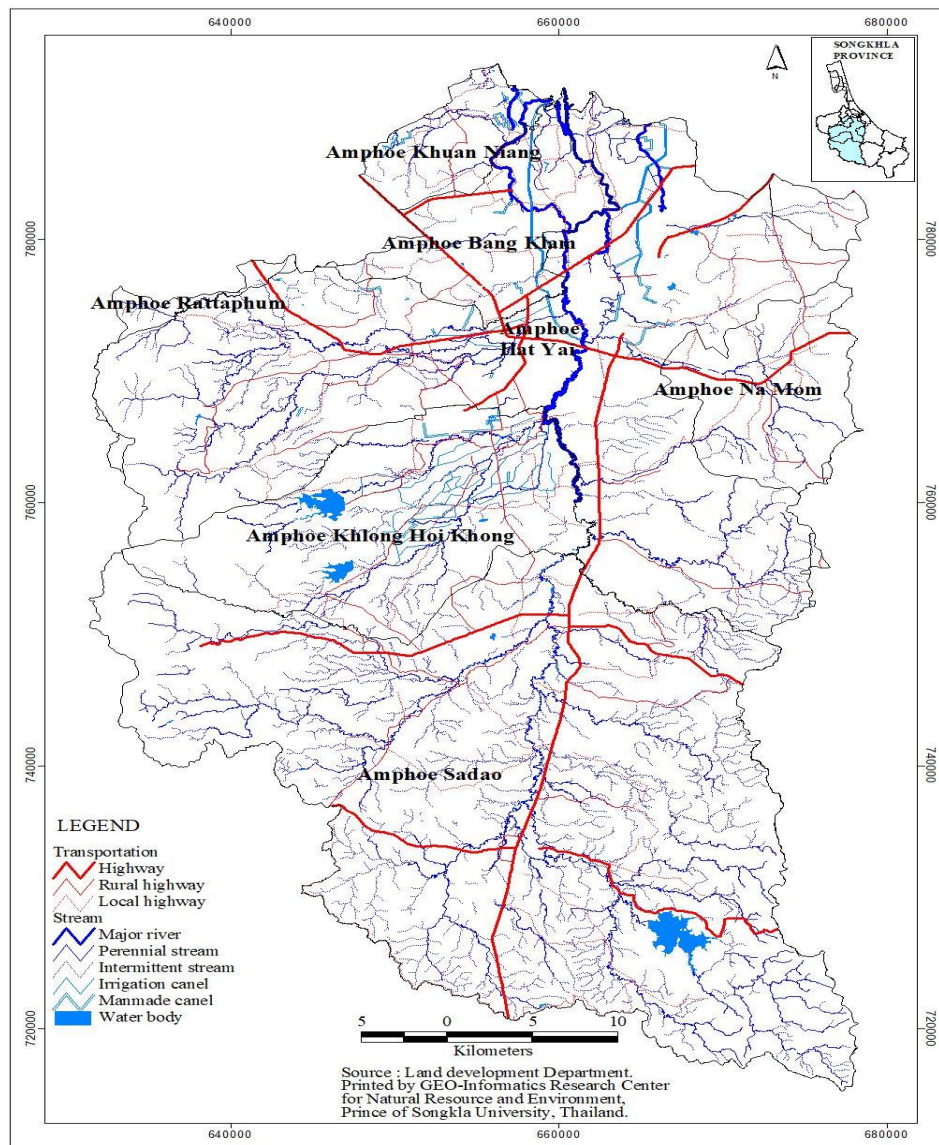 640000 660000 680000
SONGKHLA
PROVINCE
N
Amphoe Khuan Niang
780000 780000
Amphoe Bang Klam
Amphoe Rattaphum
Amphoe
Hat Yai
Amphoe Na Mom
760000 760000
Amphoe Khlong Hoi Khong
740000 740000
Amphoe Sadao
LEGEND
Transportation
Highway
Rural highway
Local highway
Stream
Major river
Perennial stream
Intermittent stream
Irrigation canel
Manmade canel
Water body
720000 720000
5 0 5 10
Kilometers
Source : Land development Department.
Printed by GEO-Informatics Research Center
for Natural Resource and Environment,
Prince of Songkla University, Thailand.
640000 660000 680000